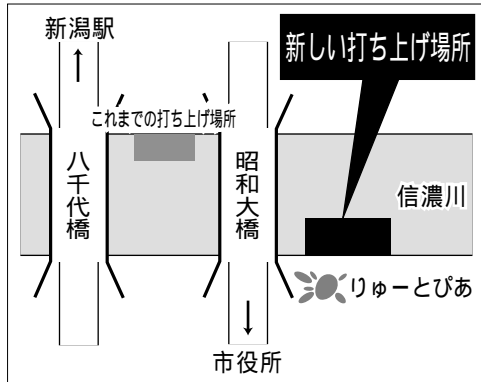 新潟駅
新しい打ち上げ場所
これまでの打ち上げ場所
八千代橋
昭和大橋
信濃川
りゅーとぴあ
市役所